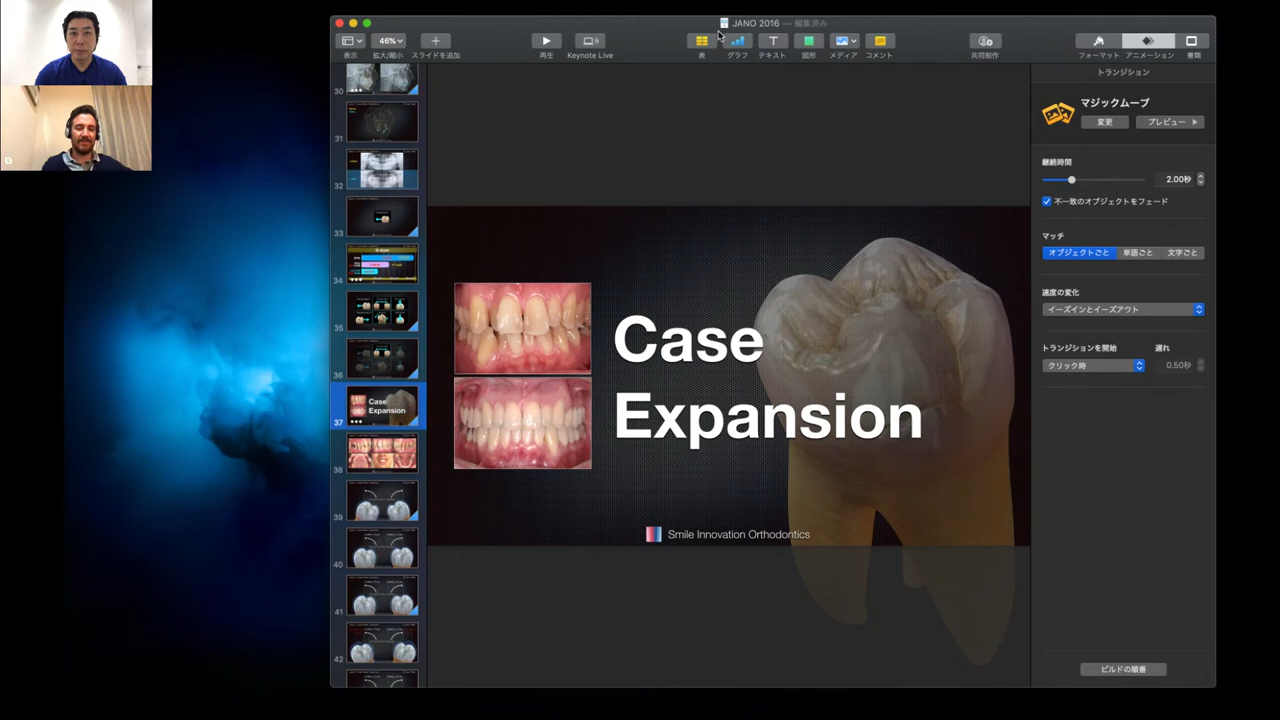 JANO 2016 — 編集済み
46%
表示
拡大/縮小
スライドを追加
再生
Keynote Live
表
グラフ
テキスト
図形
メディア
コメント
共同制作
フォーマット
アニメーション
書類
トランジション
マジックムーブ
変更
プレビュー
継続時間
2.00秒
不一致のオブジェクトをフェード
マッチ
オブジェクトごと
単語ごと
文字ごと
速度の変化
イーズインとイーズアウト
トランジションを開始
遅れ
クリック時
0.50秒
ビルドの順番
30
31
32
33
34
35
36
37
Case
Expansion
38
39
40
41
42
Case
Expansion
Smile Innovation Orthodontics